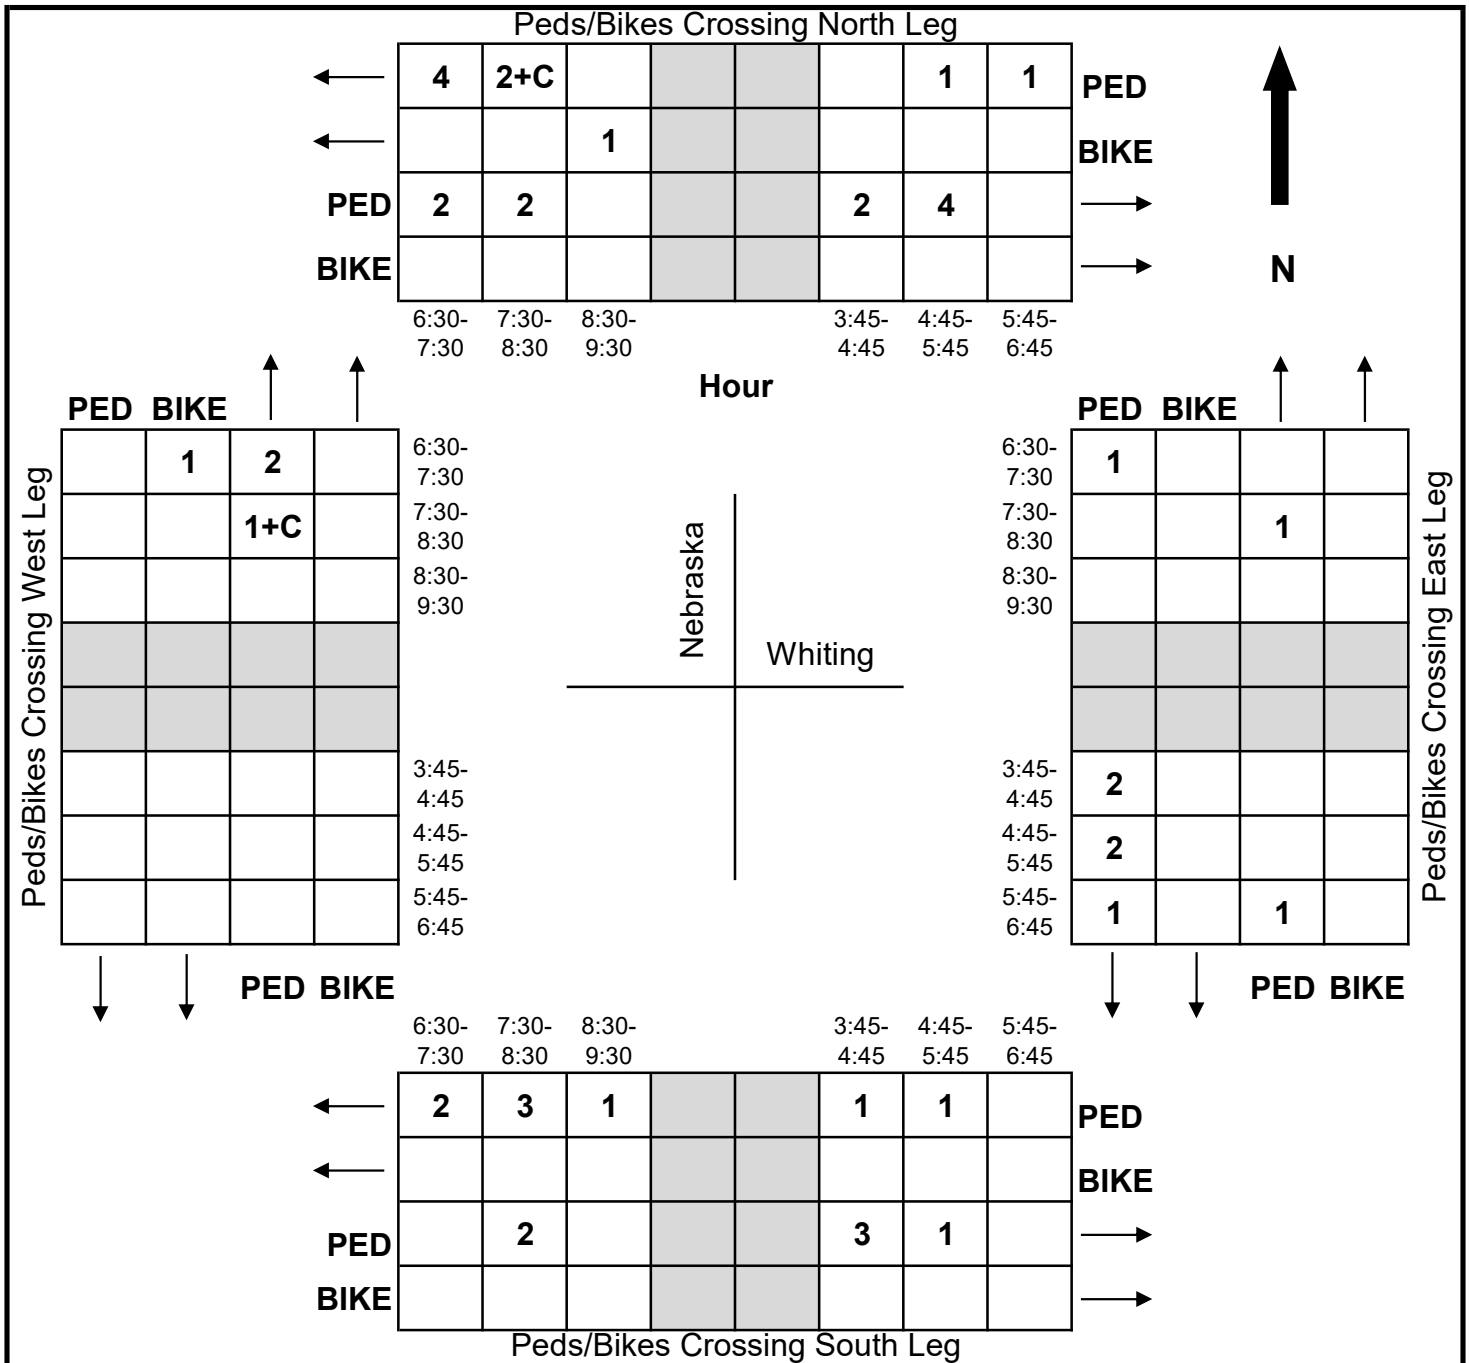 Peds/Bikes Crossing North Leg
4 2+C 1 1 PED
1 BIKE
PED 2 2 2 4
BIKE N
6:30- 7:30- 8:30- 3:45- 4:45- 5:45-
7:30 8:30 9:30 4:45 5:45 6:45
Hour
PED BIKE
Peds/Bikes Crossing West Leg
1 2
1+C
6:30-
7:30
7:30-
8:30
8:30-
9:30
3:45-
4:45
4:45-
5:45
5:45-
6:45
PED BIKE
Nebraska
Whiting
PED BIKE
6:30-
7:30
7:30-
8:30
8:30-
9:30
3:45-
4:45
4:45-
5:45
5:45-
6:45
1
1
2
2
1 1
Peds/Bikes Crossing East Leg
PED BIKE
6:30- 7:30- 8:30- 3:45- 4:45- 5:45-
7:30 8:30 9:30 4:45 5:45 6:45
2 3 1 1 1 PED
BIKE
PED 2 3 1
BIKE
Peds/Bikes Crossing South Leg